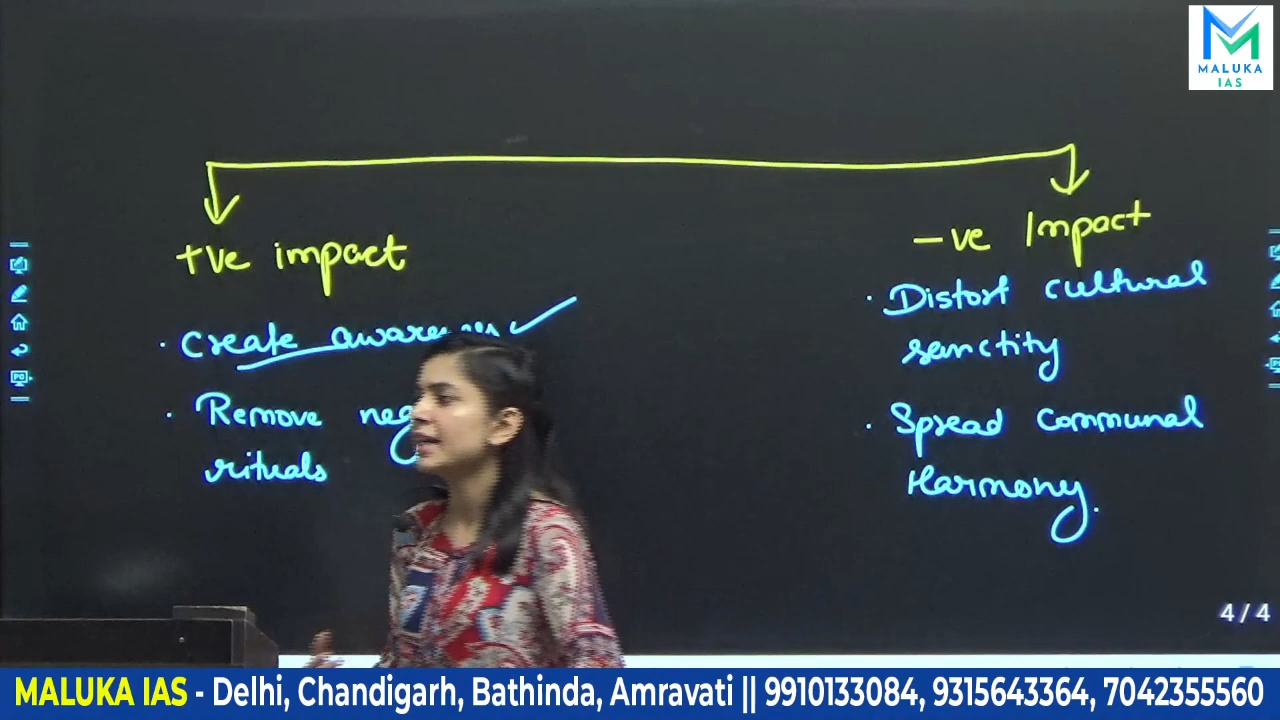 MALUKA
IAS
+ve impact
-ve Impact
· Create
· Remove
rituals
· Distort cultural
sanctity
· Spread Communal
Harmony.
4/4
MALUKA IAS - Delhi, Chandigarh, Bathinda, Amravati || 9910133084, 9315643364, 7042355560